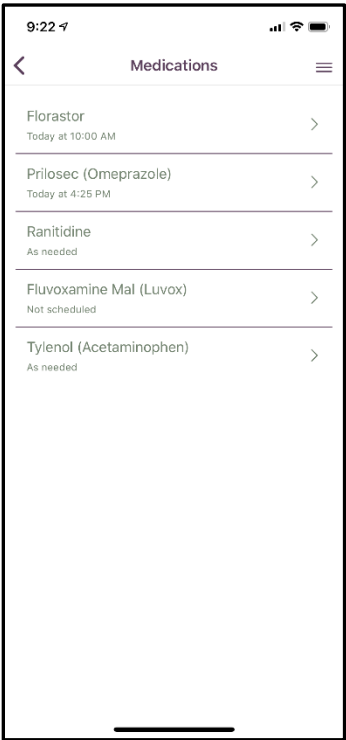 9:22
Medications
Florastor
Today at 10:00 AM
Prilosec (Omeprazole)
Today at 4:25 PM
Ranitidine
As needed
Fluvoxamine Mal (Luvox)
Not scheduled
Tylenol (Acetaminophen)
As needed